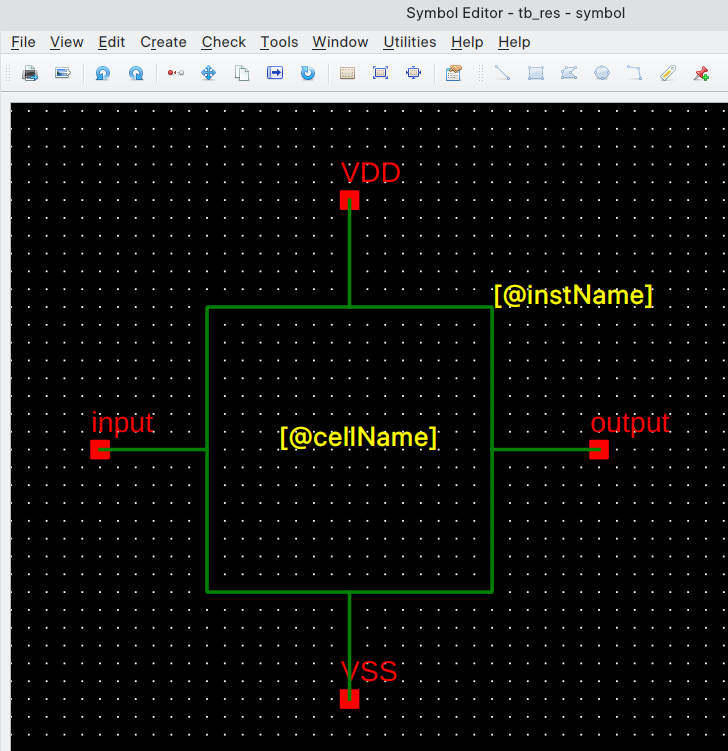 Symbol Editor - tb_res - symbol
File View Edit Create Check Tools Window Utilities Help Help
VDD
[@instName]
input
[@cellName]
output
VSS